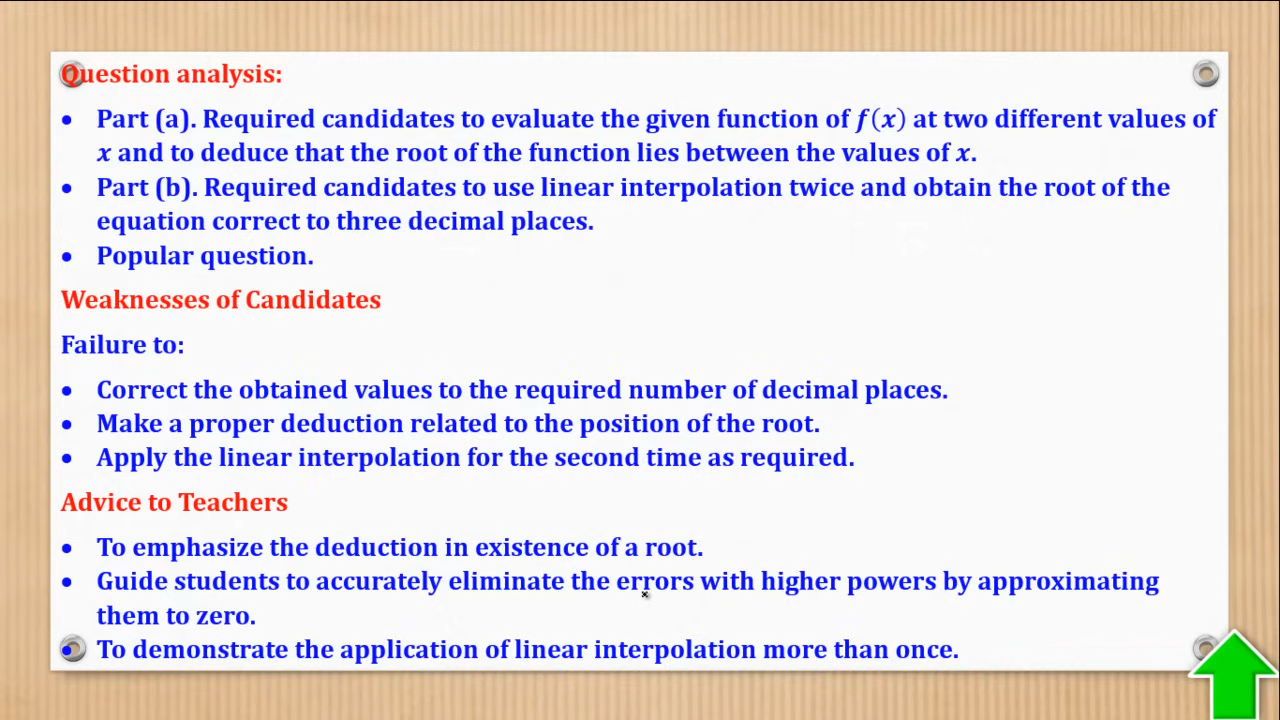 Question analysis:
• Part (a). Required candidates to evaluate the given function of f(x) at two different values of
x and to deduce that the root of the function lies between the values of x.
• Part (b). Required candidates to use linear interpolation twice and obtain the root of the
equation correct to three decimal places.
• Popular question.
Weaknesses of Candidates
Failure to:
• Correct the obtained values to the required number of decimal places.
• Make a proper deduction related to the position of the root.
• Apply the linear interpolation for the second time as required.
Advice to Teachers
• To emphasize the deduction in existence of a root.
• Guide students to accurately eliminate the errors with higher powers by approximating
them to zero.
• To demonstrate the application of linear interpolation more than once.